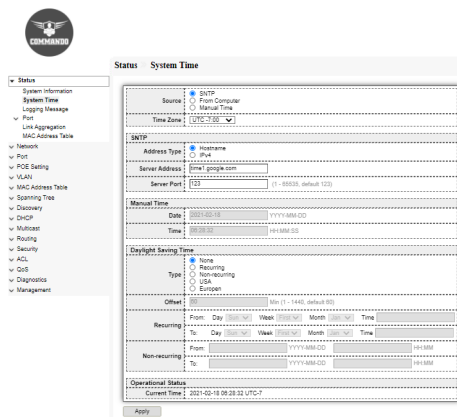 COMMANDO
Status System Time
Status
System Information
System Time
Logging Message
Port
Link Aggregation
MAC Address Table
Network
Port
POE Setting
VLAN
MAC Address Table
Spanning Tree
Discovery
DHCP
Multicast
Routing
Security
ACL
QoS
Diagnostics
Management
Source SNTP
From Computer
Manual Time
Time Zone UTC -7:00
SNTP
Address Type Hostname
IPv4
Server Address time1.google.com
Server Port 123 (1 - 65535, default 123)
Manual Time
Date 2021-02-18 YYYY-MM-DD
Time 06:28:32 HH:MM:SS
Daylight Saving Time
Type None
Recurring
Non-recurring
USA
Europen
Offset 60 Min (1 - 1440, default 60)
Recurring From: Day Sun Week First Month Jan Time
To: Day Sun Week First Month Jan Time
Non-recurring From: YYYY-MM-DD HH:MM
To: YYYY-MM-DD HH:MM
Operational Status
Current Time 2021-02-18 06:28:32 UTC-7
Apply